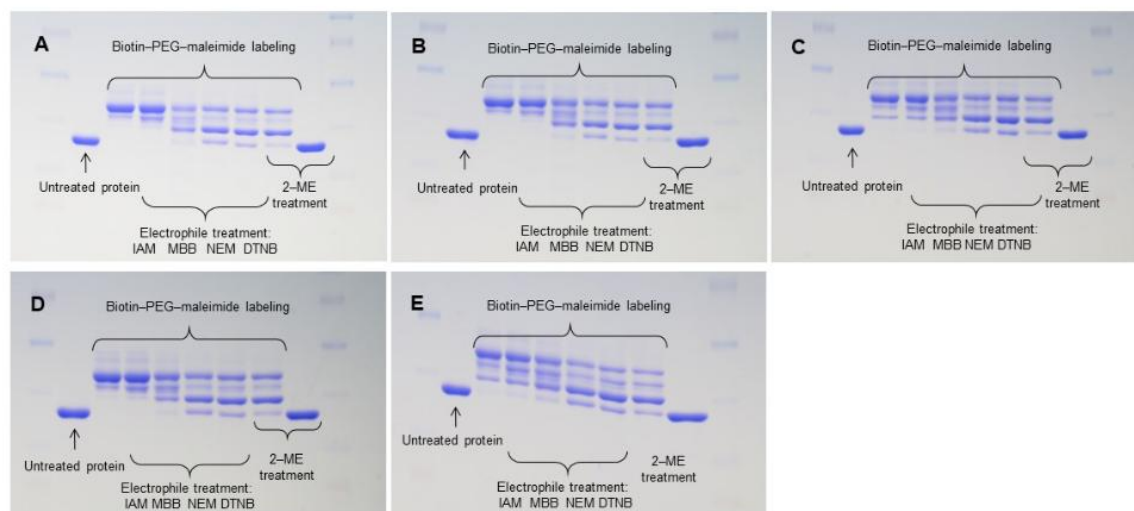 A
Biotin–PEG–maleimide labeling
Untreated protein
2–ME
treatment
Electrophile treatment:
IAM MBB NEM DTNB
B
Biotin–PEG–maleimide labeling
Untreated protein
2–ME
treatment
Electrophile treatment:
IAM MBB NEM DTNB
C
Biotin–PEG–maleimide labeling
Untreated protein
2–ME
treatment
Electrophile treatment:
IAM MBB NEM DTNB
D
Biotin–PEG–maleimide labeling
Untreated protein
2–ME
treatment
Electrophile treatment:
IAM MBB NEM DTNB
E
Biotin–PEG–maleimide labeling
Untreated protein
2–ME
treatment
Electrophile treatment:
IAM MBB NEM DTNB